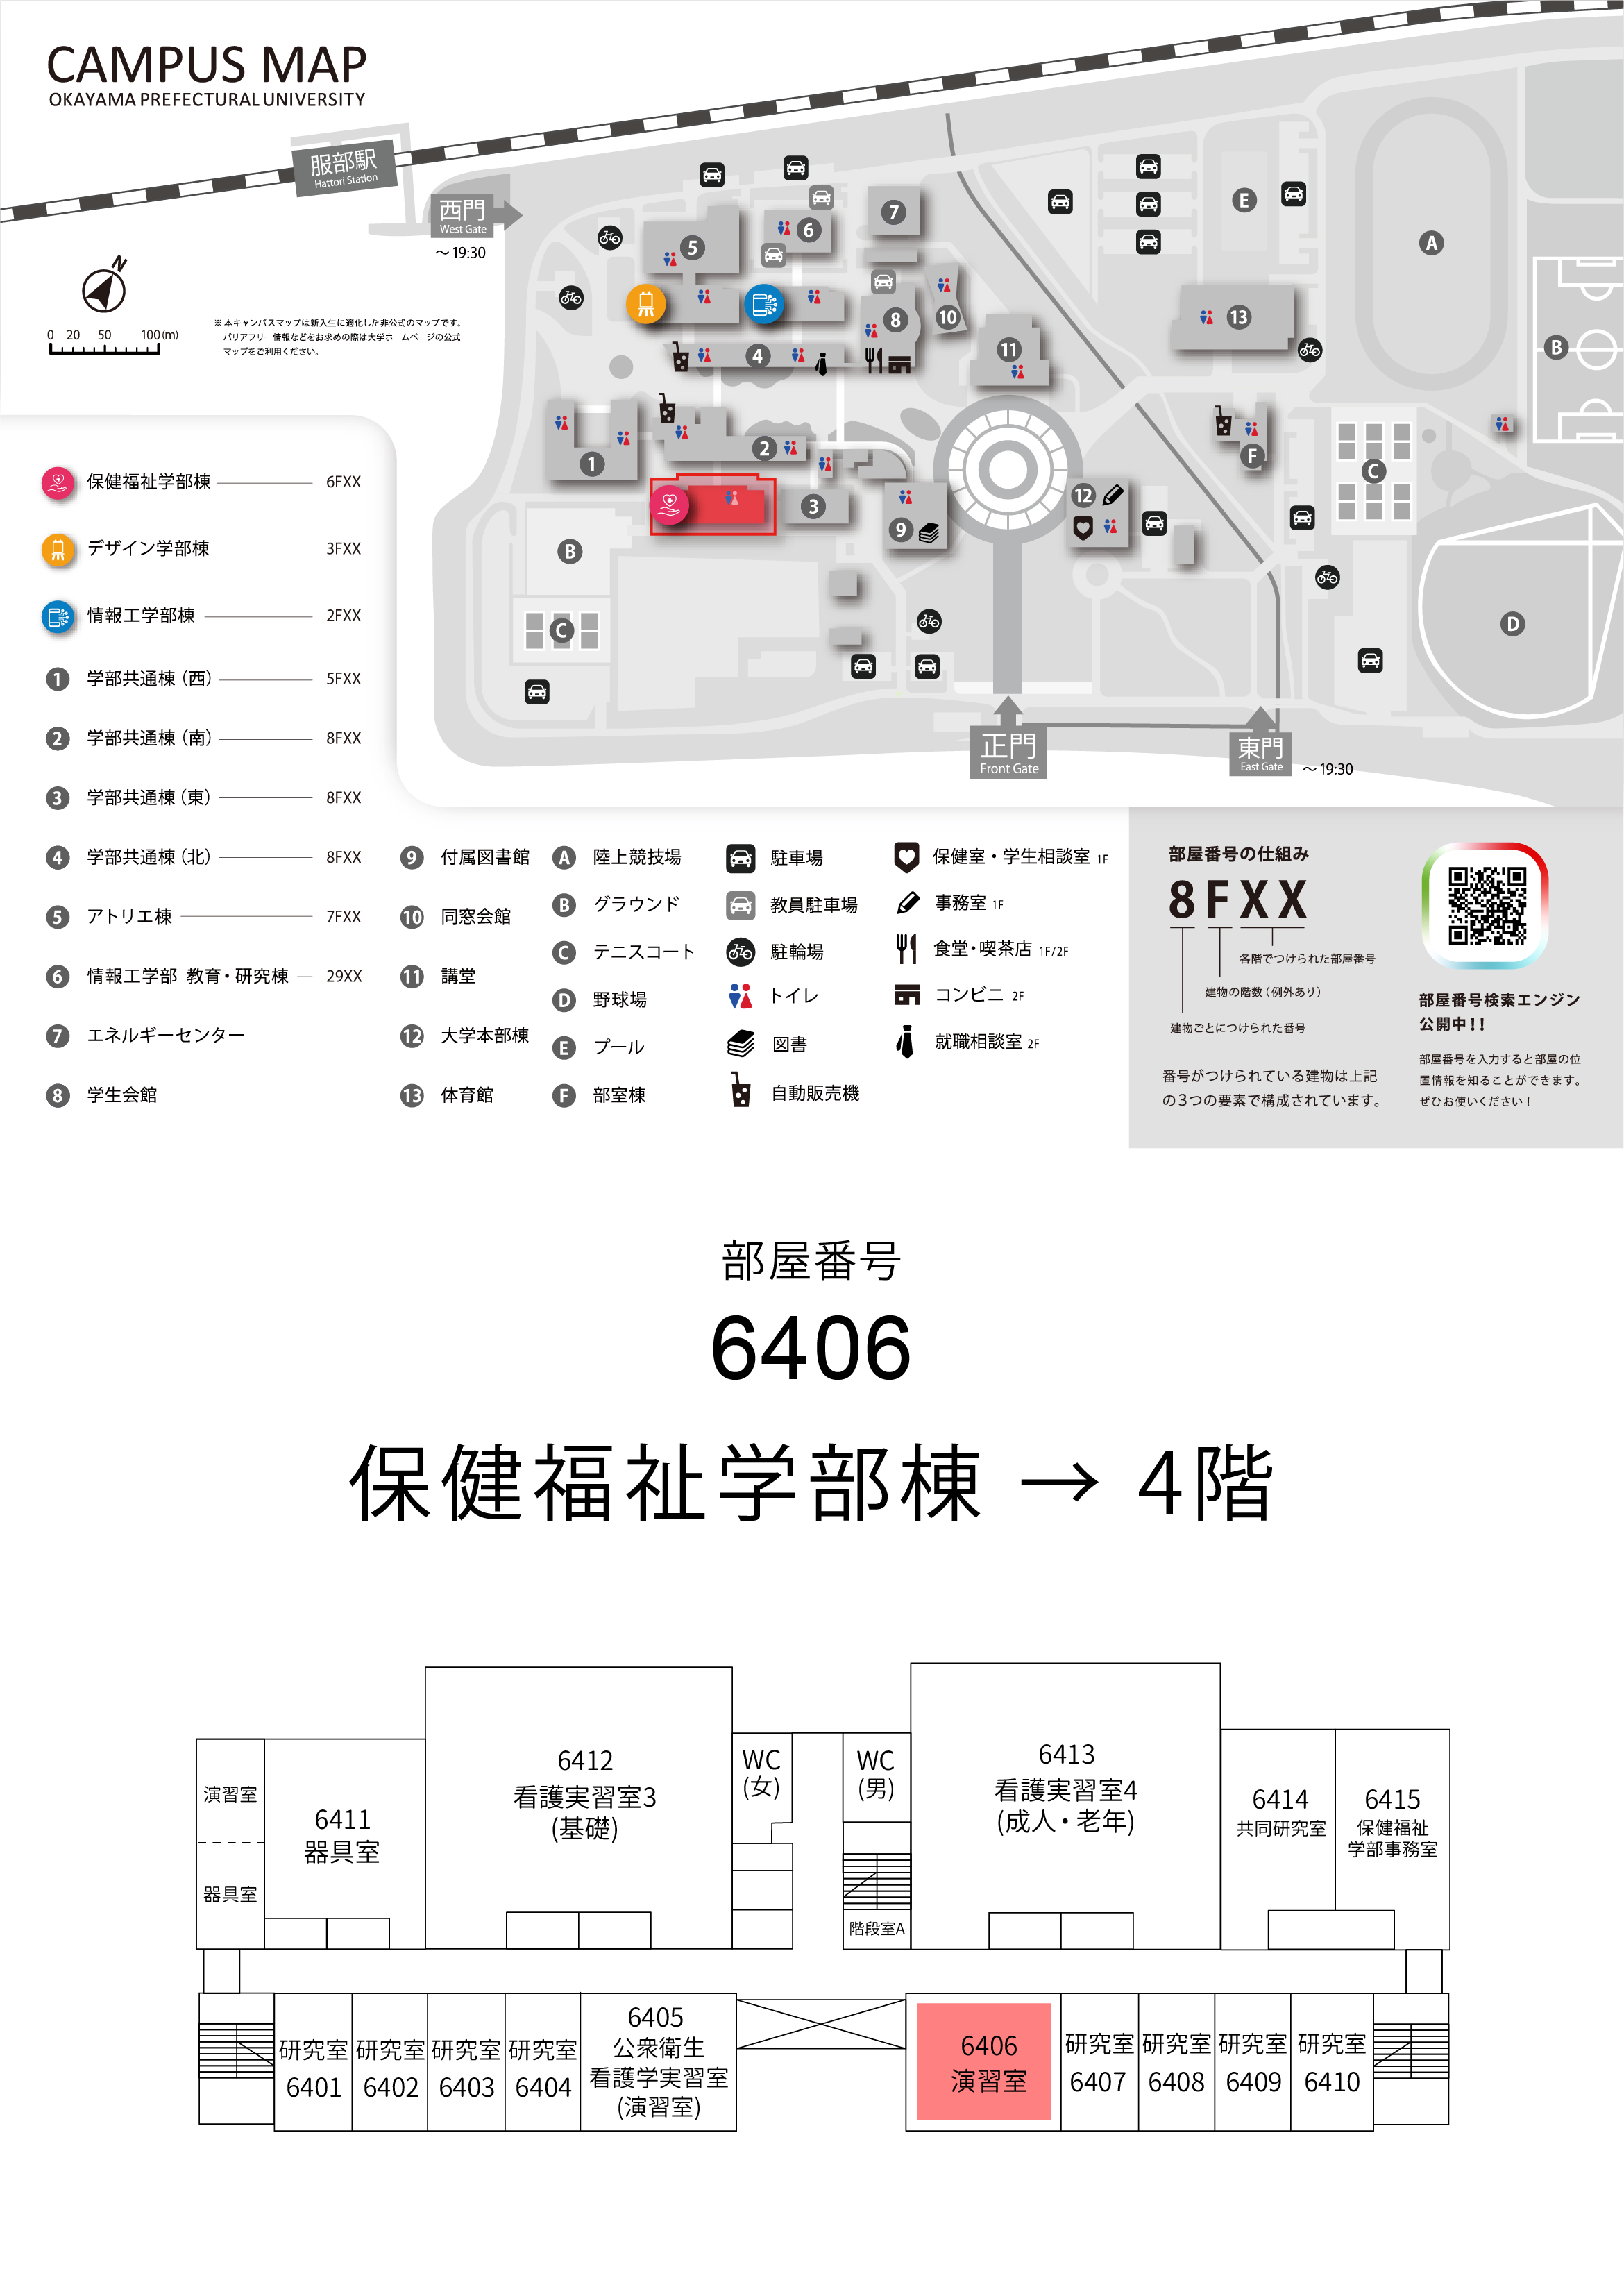 CAMPUS MAP
OKAYAMA PREFECTURAL UNIVERSITY
服部駅
Hattori Station
西門
West Gate
～19:30
N
0 20 50 100(m)
※ 本キャンパスマップは新入生に適化した非公式のマップです。
バリアフリー情報などをお求めの際は大学ホームページの公式
マップをご利用ください。
7
6
5
E
A
8
10
13
11
4
B
2
1
F
C
12
3
9
B
C
D
正門
Front Gate
東門
East Gate
～19:30
保健福祉学部棟 6FXX
デザイン学部棟 3FXX
情報工学部棟 2FXX
1 学部共通棟（西） 5FXX
2 学部共通棟（南） 8FXX
3 学部共通棟（東） 8FXX
4 学部共通棟（北） 8FXX
5 アトリエ棟 7FXX
6 情報工学部 教育・研究棟 29XX
7 エネルギーセンター
8 学生会館
9 付属図書館
10 同窓会館
11 講堂
12 大学本部棟
13 体育館
A 陸上競技場
B グラウンド
C テニスコート
D 野球場
E プール
F 部室棟
駐車場
教員駐車場
駐輪場
トイレ
図書
自動販売機
保健室・学生相談室 1F
事務室 1F
食堂・喫茶店 1F/2F
コンビニ 2F
就職相談室 2F
部屋番号の仕組み
8FXX
各階でつけられた部屋番号
建物の階数（例外あり）
建物ごとにつけられた番号
番号がつけられている建物は上記
の３つの要素で構成されています。
部屋番号検索エンジン
公開中！！
部屋番号を入力すると部屋の位
置情報を知ることができます。
ぜひお使いください！
部屋番号
6406
保健福祉学部棟 → 4階
演習室
器具室
6411
器具室
6412
看護実習室3
(基礎)
WC
(女)
WC
(男)
階段室A
6413
看護実習室4
(成人・老年)
6414
共同研究室
6415
保健福祉
学部事務室
研究室
6401
研究室
6402
研究室
6403
研究室
6404
6405
公衆衛生
看護学実習室
(演習室)
6406
演習室
研究室
6407
研究室
6408
研究室
6409
研究室
6410